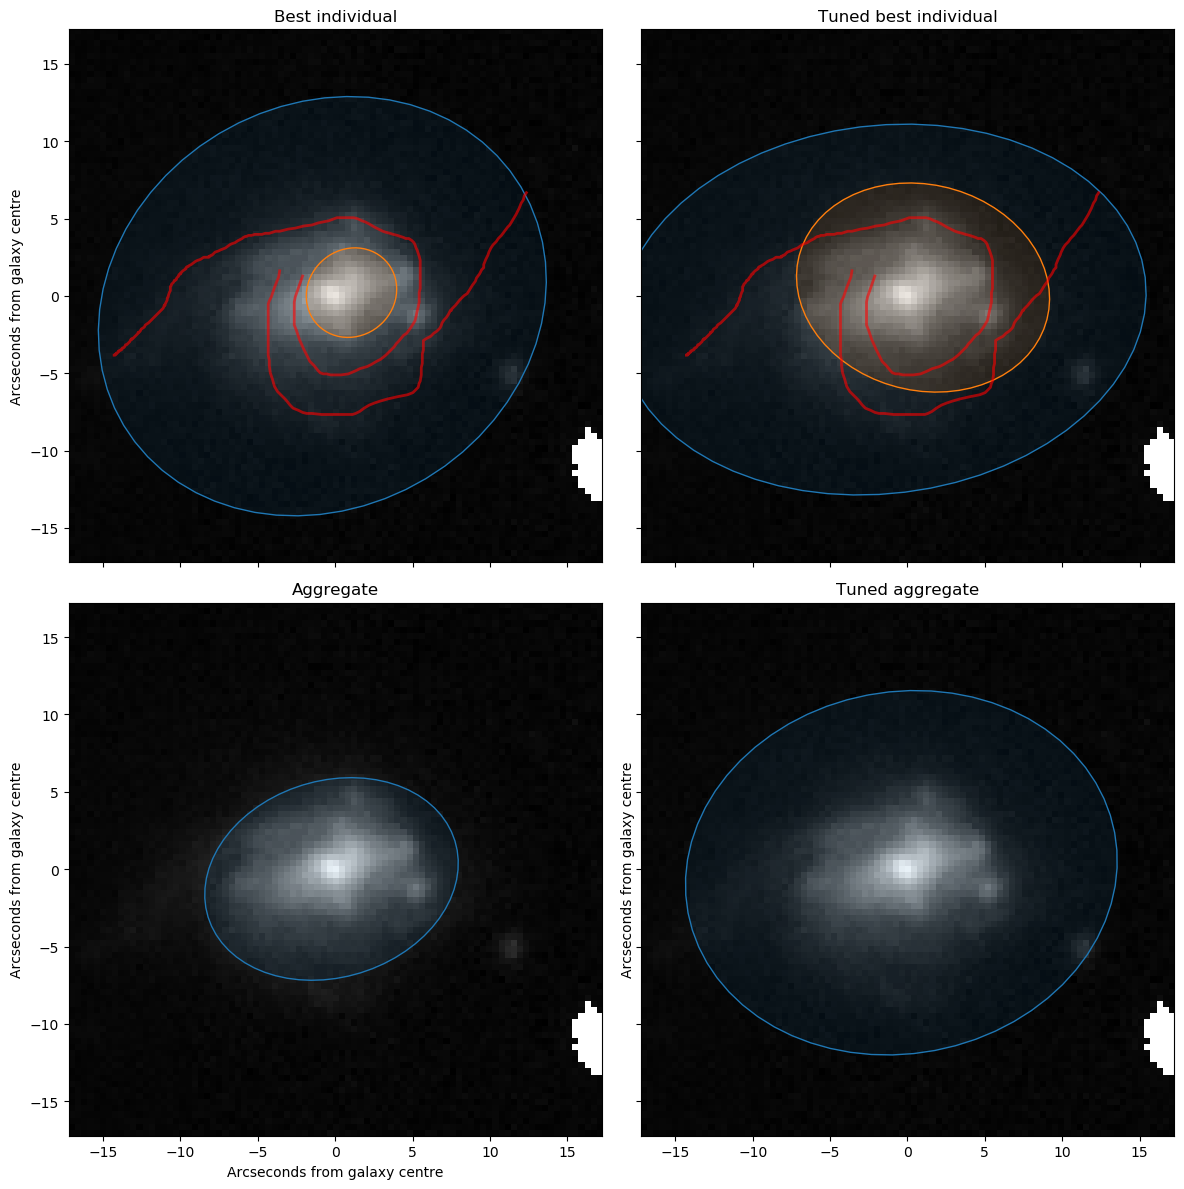 Best individual
Tuned best individual
15
10
5
0
−5
−10
−15
Arcseconds from galaxy centre
Aggregate
Tuned aggregate
15
10
5
0
−5
−10
−15
Arcseconds from galaxy centre
Arcseconds from galaxy centre
−15 −10 −5 0 5 10 15
−15 −10 −5 0 5 10 15
Arcseconds from galaxy centre